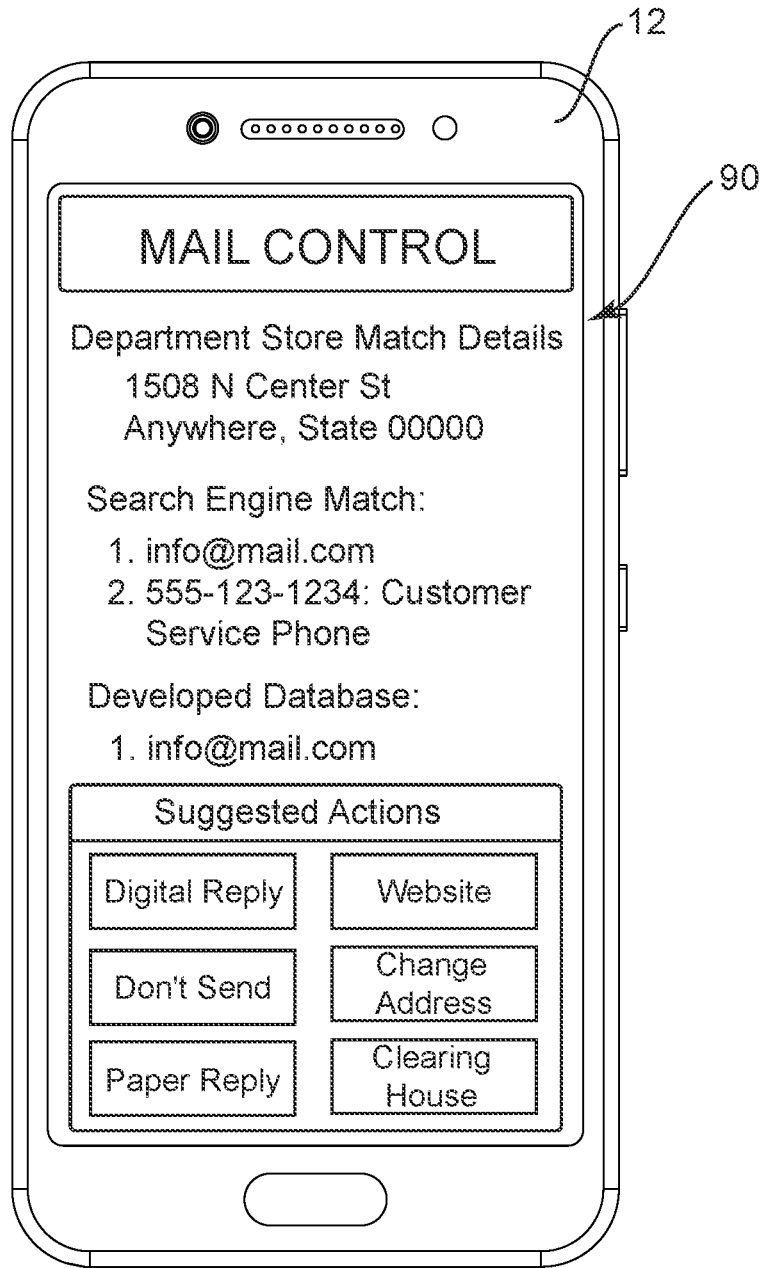 12
90
MAIL CONTROL
Department Store Match Details
1508 N Center St
Anywhere, State 00000
Search Engine Match:
1. info@mail.com
2. 555-123-1234: Customer
Service Phone
Developed Database:
1. info@mail.com
Suggested Actions
Digital Reply
Website
Don't Send
Change
Address
Paper Reply
Clearing
House